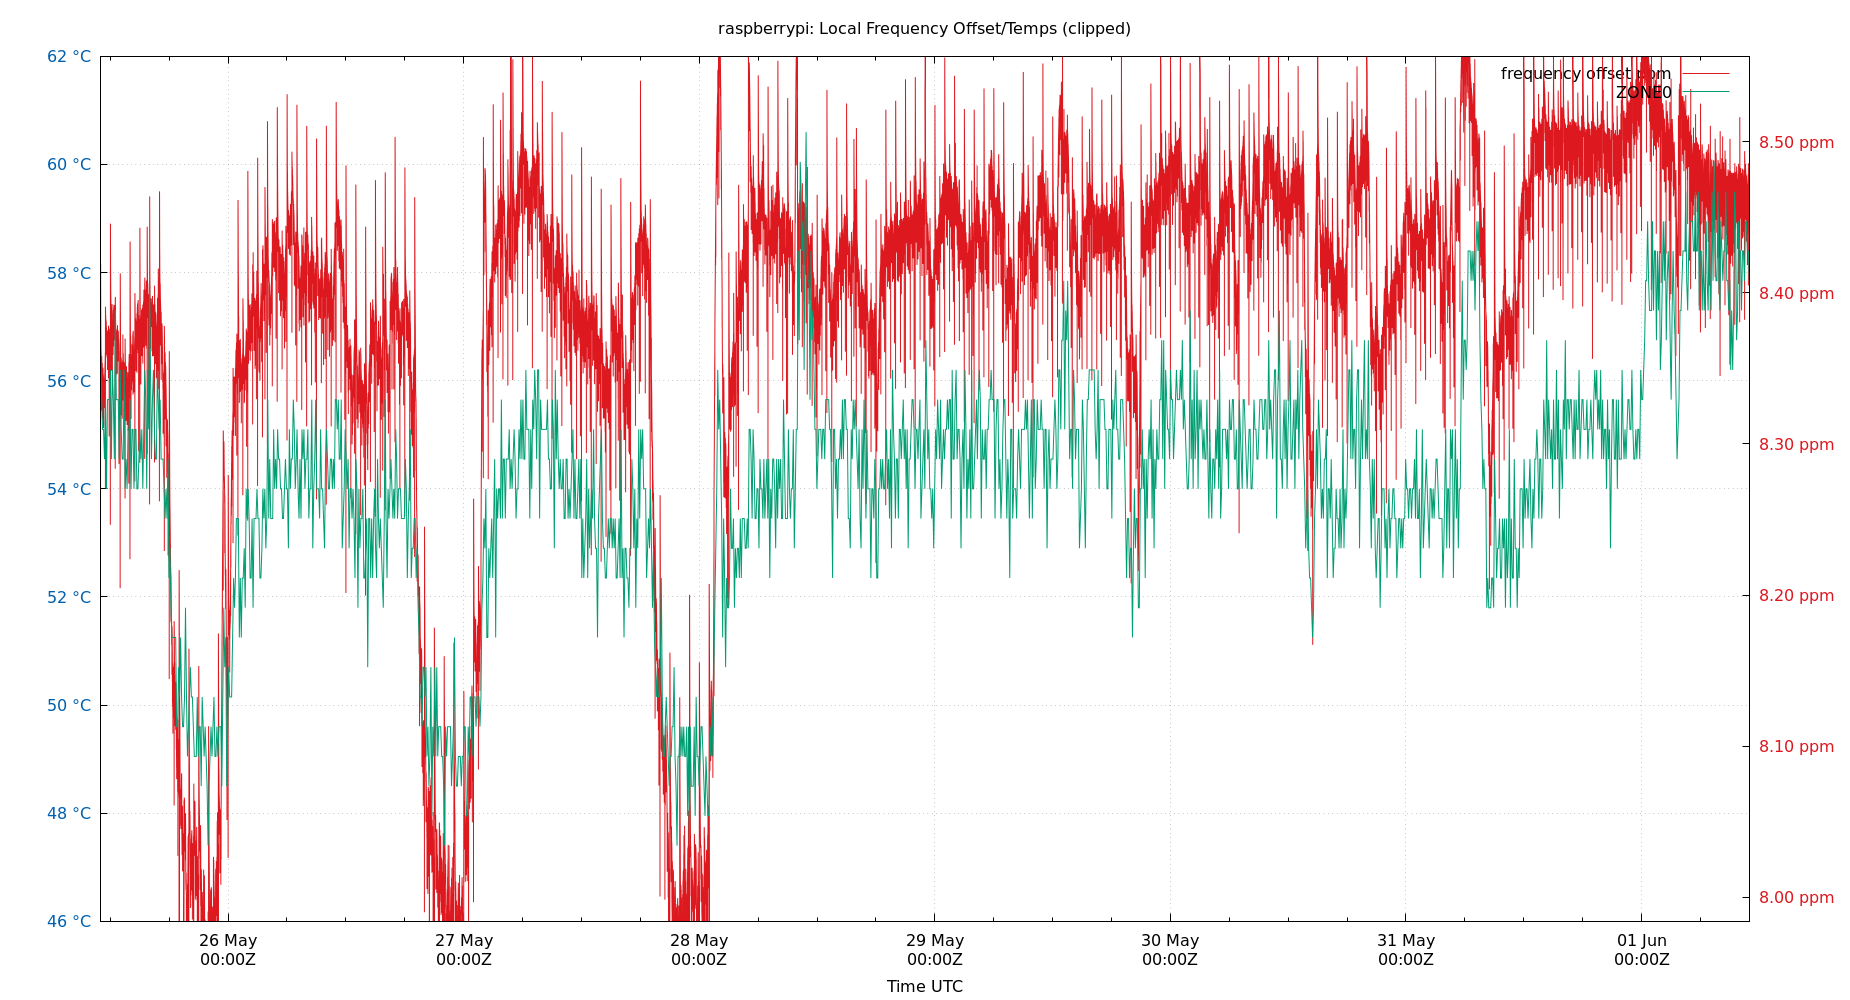 raspberrypi: Local Frequency Offset/Temps (clipped)
62 °C
60 °C
58 °C
56 °C
54 °C
52 °C
50 °C
48 °C
46 °C
frequency offset ppm
ZONE0
8.50 ppm
8.40 ppm
8.30 ppm
8.20 ppm
8.10 ppm
8.00 ppm
26 May 27 May 28 May 29 May 30 May 31 May 01 Jun
00:00Z 00:00Z 00:00Z 00:00Z 00:00Z 00:00Z 00:00Z
Time UTC